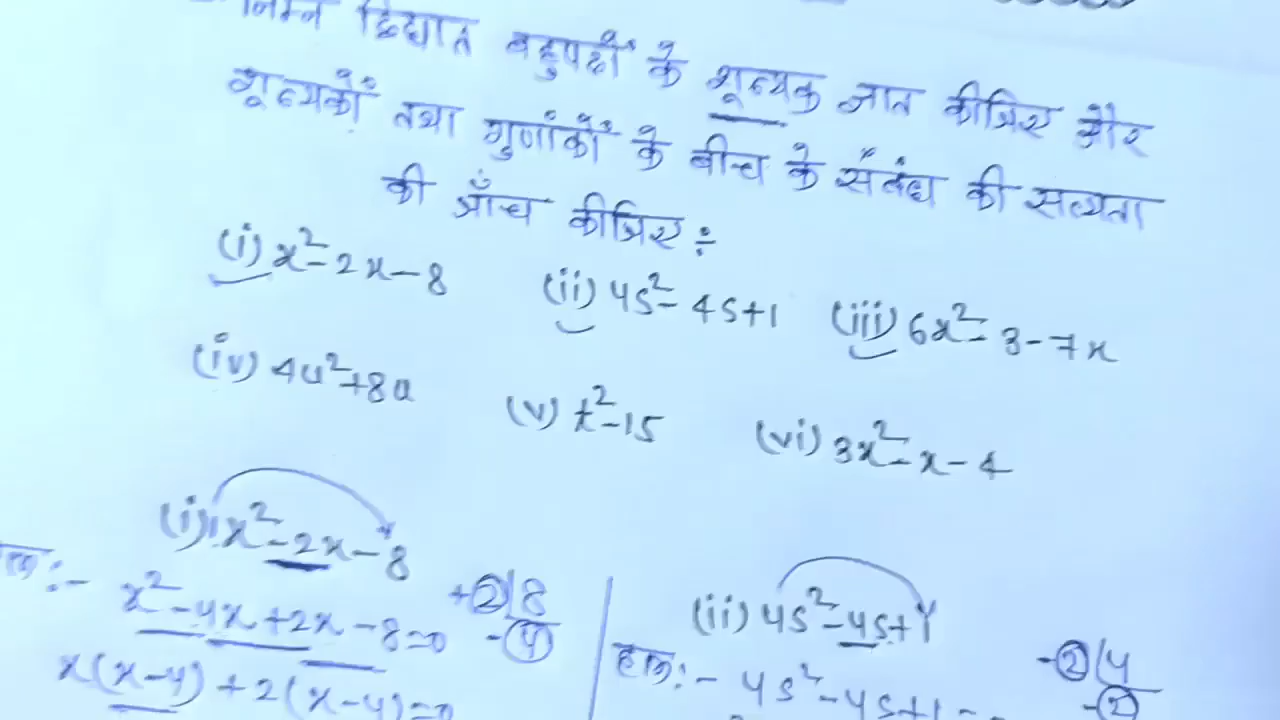 निम्न द्विघात बहुपदों के शून्यक ज्ञात कीजिए और
शून्यकों तथा गुणांकों के बीच के संबंध की सत्यता
की जाँच कीजिए ÷
(i) x²-2x-8 (ii) 4s²-4s+1 (iii) 6x²-3-7x
(iv) 4u²+8u (v) t²-15 (vi) 3x²-x-4
(i) 1x²-2x-8
x²-4x+2x-8=0 +2|8
-4
x(x-4)+2(x-4)=0
(ii) 4s²-4s+1
हल:- 4s²-4s+1 -2|4
-2